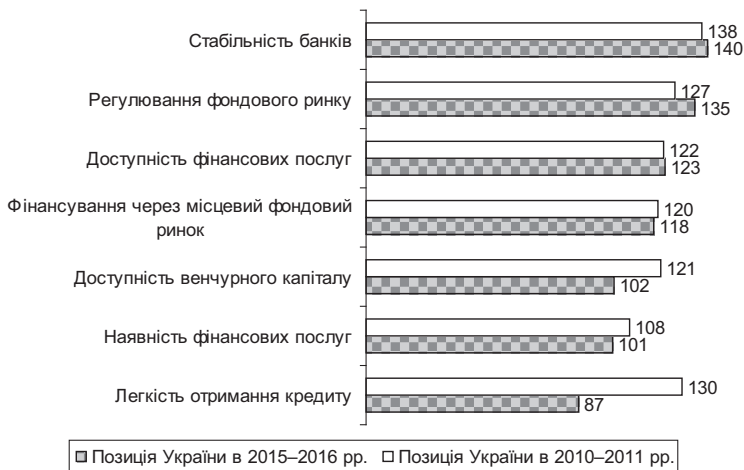 Стабільність банків
138
140
Регулювання фондового ринку
127
135
Доступність фінансових послуг
122
123
Фінансування через місцевий фондовий
ринок
120
118
Доступність венчурного капіталу
121
102
Наявність фінансових послуг
108
101
Легкість отримання кредиту
130
87
Позиція України в 2015–2016 рр. Позиція України в 2010–2011 рр.